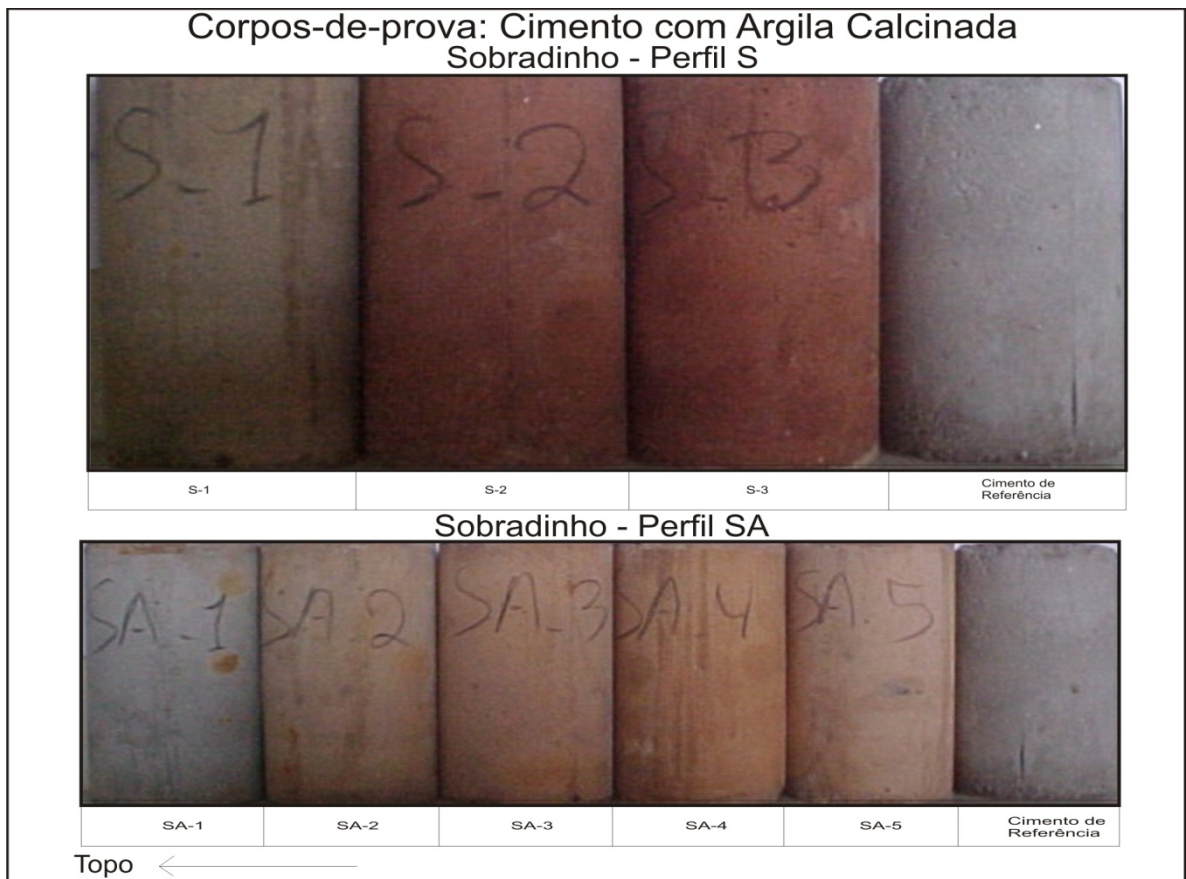 Corpos-de-prova: Cimento com Argila Calcinada
Sobradinho - Perfil S
S-1
S-2
S-3
S-1
S-2
S-3
Cimento de
Referência
Sobradinho - Perfil SA
SA-1
SA-2
SA-3
SA-4
SA-5
SA-1
SA-2
SA-3
SA-4
SA-5
Cimento de
Referência
Topo